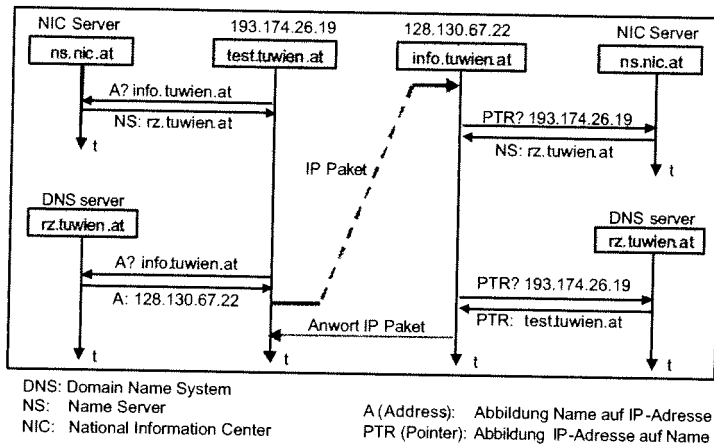 NIC Server
193.174.26.19
128.130.67.22
NIC Server
ns.nic.at
test.tuwien.at
info.tuwien.at
ns.nic.at
A? info.tuwien.at
NS: rz.tuwien.at
PTR? 193.174.26.19
NS: rz.tuwien.at
t
t
IP Paket
DNS server
rz.tuwien.at
DNS server
rz.tuwien.at
A? info.tuwien.at
A: 128.130.67.22
PTR? 193.174.26.19
PTR: test.tuwien.at
Anwort IP Paket
t
t
t
t
DNS: Domain Name System
NS: Name Server
NIC: National Information Center
A (Address): Abbildung Name auf IP-Adresse
PTR (Pointer): Abbildung IP-Adresse auf Name